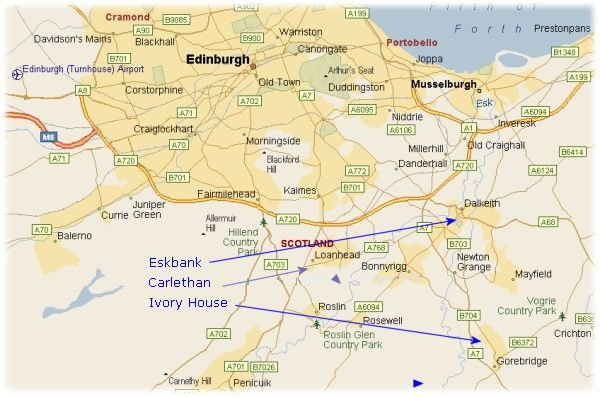 Cramond
B9085
A90
Warriston
A199
Firth of
Forth
Prestonpans
Davidson's Mains
Blackhall
Canongate
Portobello
B1348
B701
Edinburgh
Joppa
Edinburgh (Turnhouse) Airport
Arthur's Seat
A199
Old Town
Duddingston
Musselburgh
A8
Corstorphine
A702
A7
Esk
A6095
A6094
Niddrie
Inveresk
M8
Craiglockhart
A6106
A1
A720
A70
Morningside
Old Craighall
A71
Millerhill
B6414
A720
B701
Blackford
Hill
Danderhall
A720
A772
A6124
Kaimes
B701
Fairmilehead
Juniper
Green
Dalkeith
Currie
Allermuir
Hill
A720
A68
A70
Hillend
Country
Park
A7
Balerno
SCOTLAND
B703
A768
Loanhead
Eskbank
Newton
Grange
A703
Bonnyrigg
Mayfield
Carlethan
Ivory House
Vogrie
Country Park
Roslin
A6094
B704
B636
Rosewell
Crichton
A702
Roslin Glen
Country Park
B6372
A7
Gorebridge
A701
B7026
Carnethy Hill
Penicuik